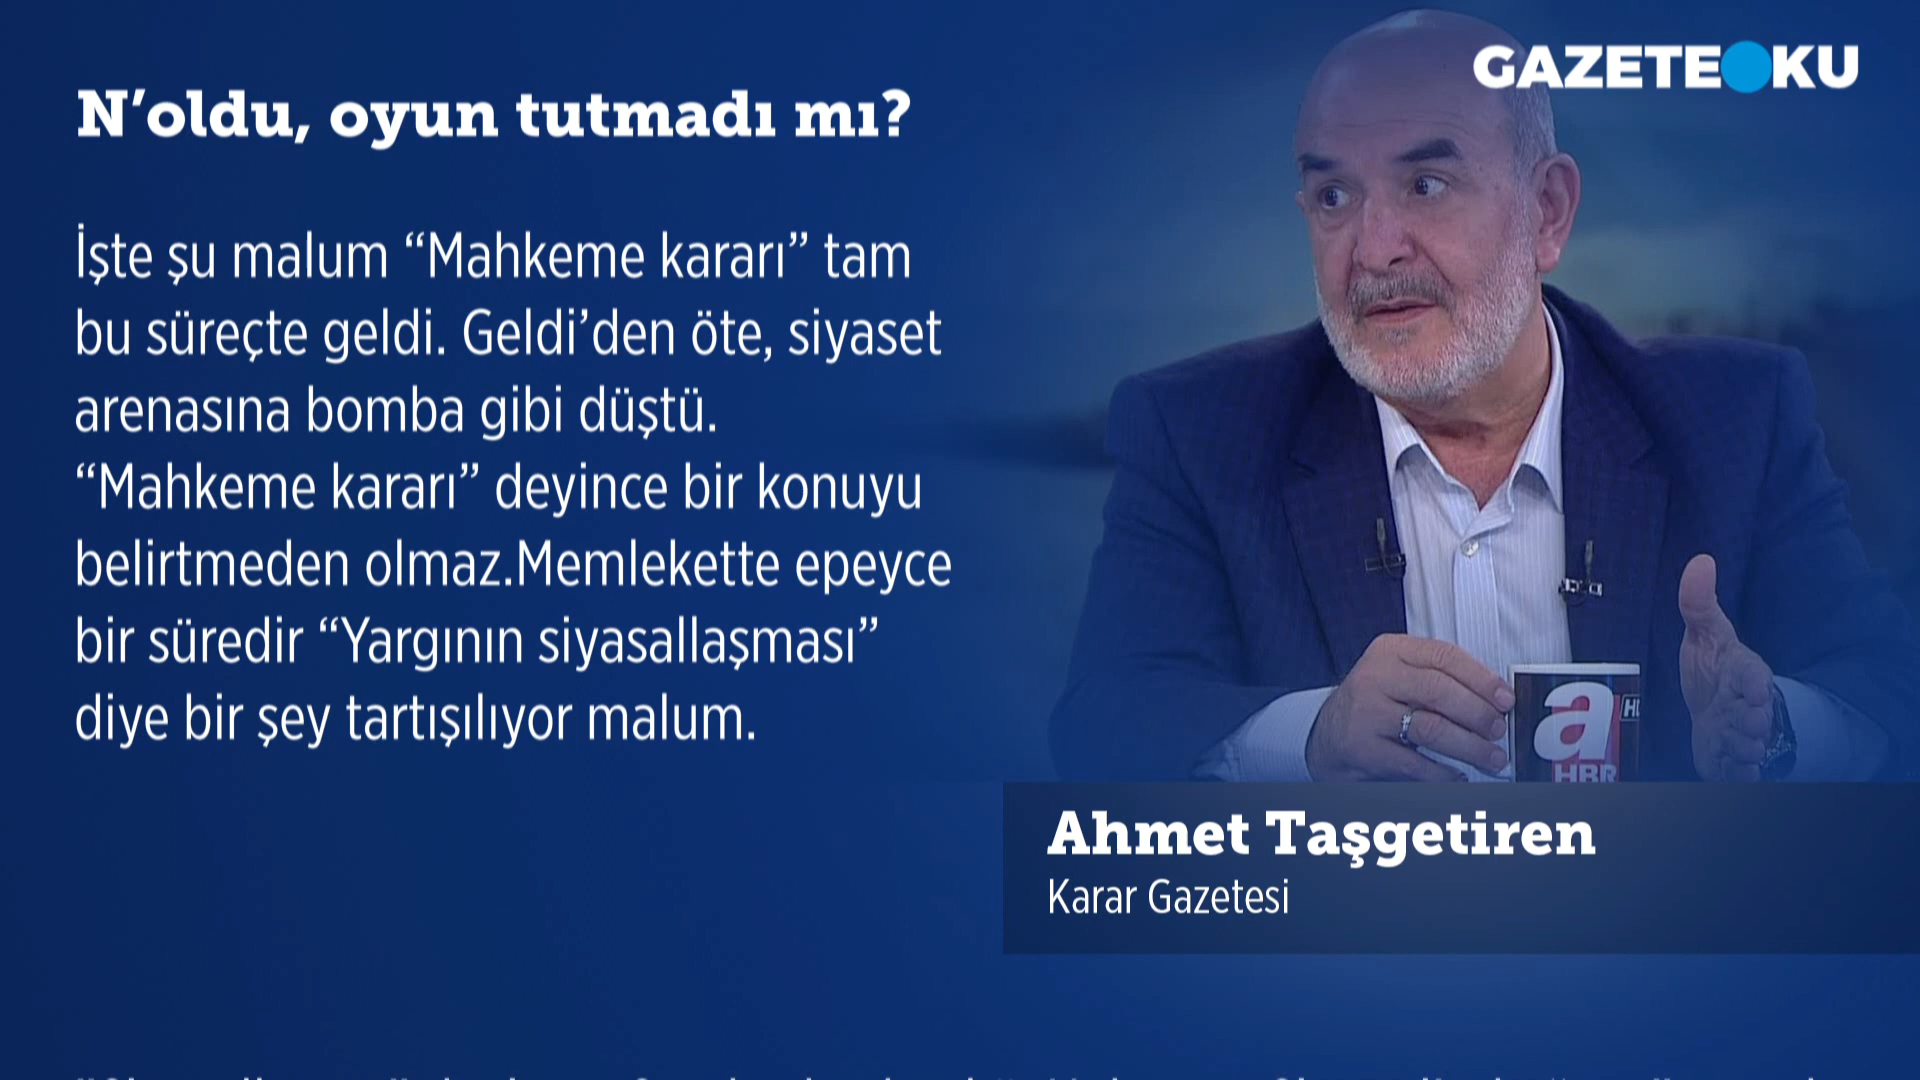 GAZETEOKU
N’oldu, oyun tutmadı mı?
İşte şu malum “Mahkeme kararı” tam
bu süreçte geldi. Geldi’den öte, siyaset
arenasına bomba gibi düştü.
“Mahkeme kararı” deyince bir konuyu
belirtmeden olmaz.Memlekette epeyce
bir süredir “Yargının siyasallaşması”
diye bir şey tartışılıyor malum.
a
HBR
Ahmet Taşgetiren
Karar Gazetesi